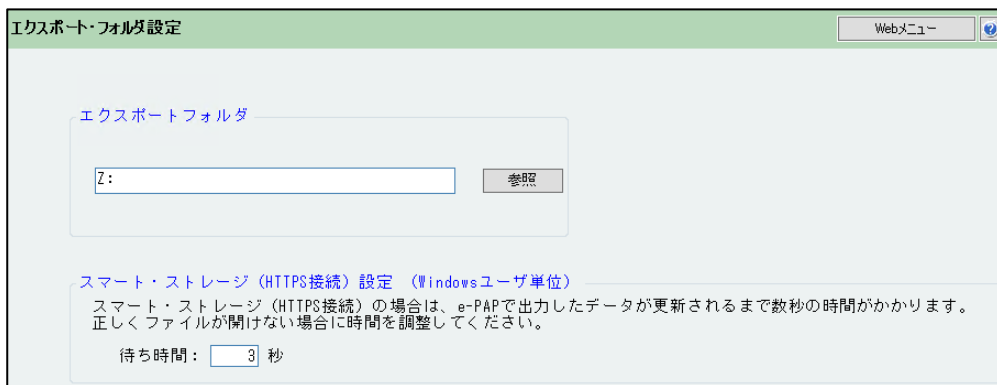 エクスポート・フォルダ設定
Webメニュー
?
エクスポートフォルダ
Z:
参照
スマート・ストレージ（HTTPS接続）設定　（Windowsユーザ単位）
スマート・ストレージ（HTTPS接続）の場合は、e-PAPで出力したデータが更新されるまで数秒の時間がかかります。
正しくファイルが開けない場合に時間を調整してください。
待ち時間： 3 秒